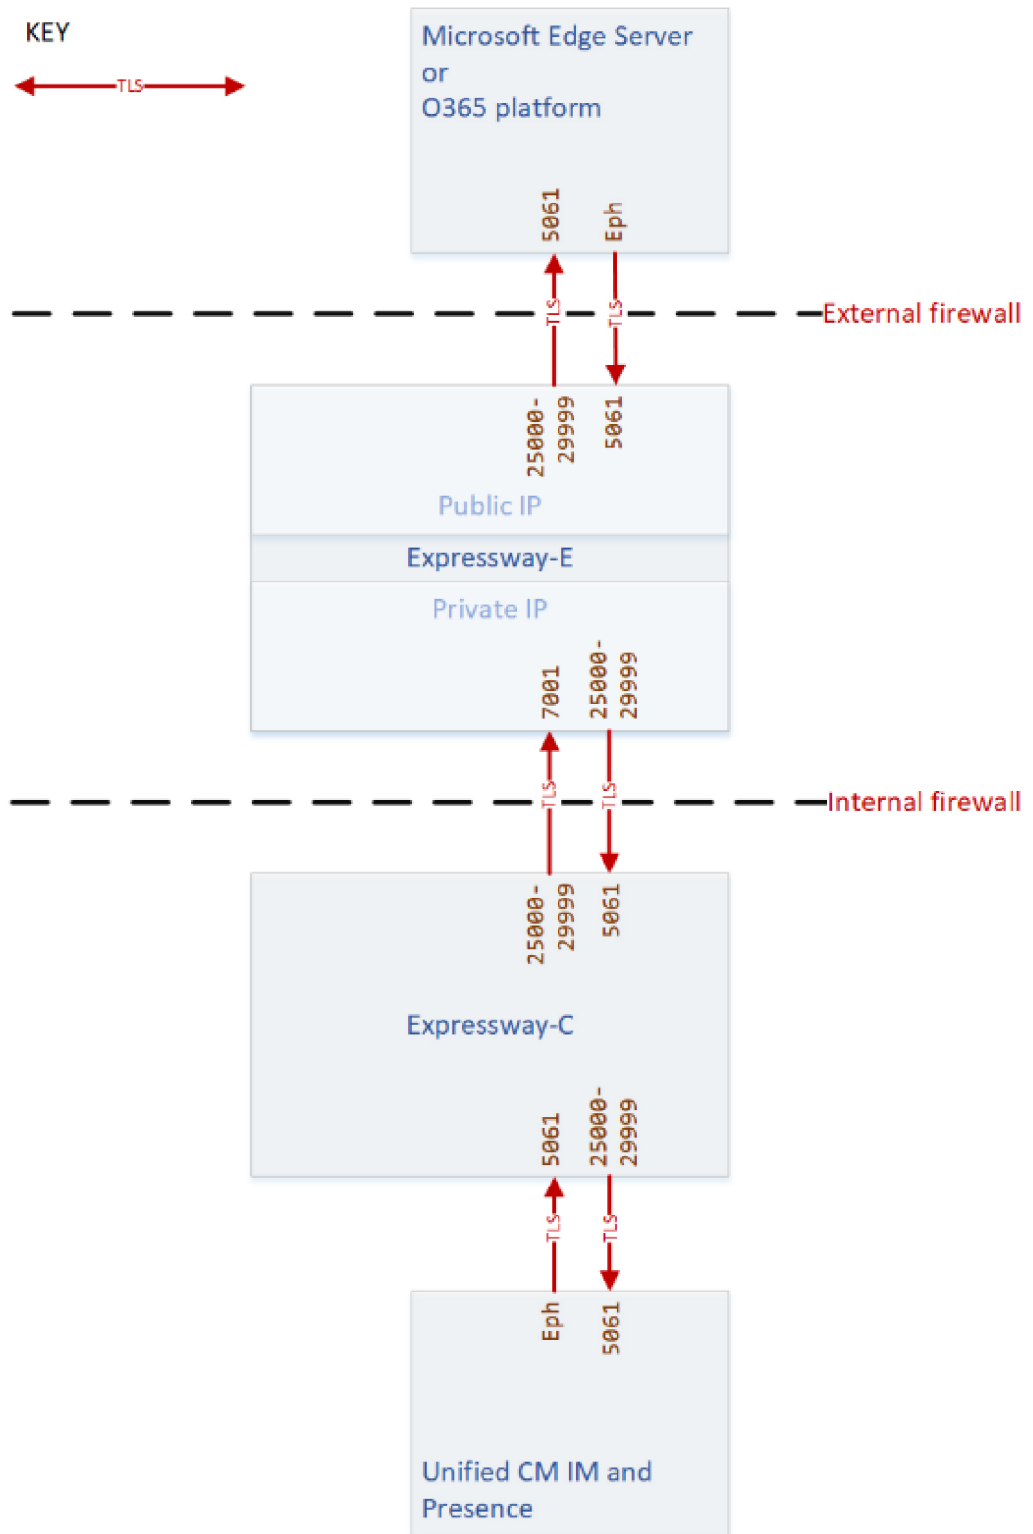 KEY
TLS
Microsoft Edge Server
or
O365 platform
5061
Eph
TLS
TLS
External firewall
25000-
29999
5061
Public IP
Expressway-E
Private IP
7001
25000-
29999
TLS
TLS
Internal firewall
25000-
29999
5061
Expressway-C
5061
25000-
29999
TLS
TLS
Eph
5061
Unified CM IM and
Presence